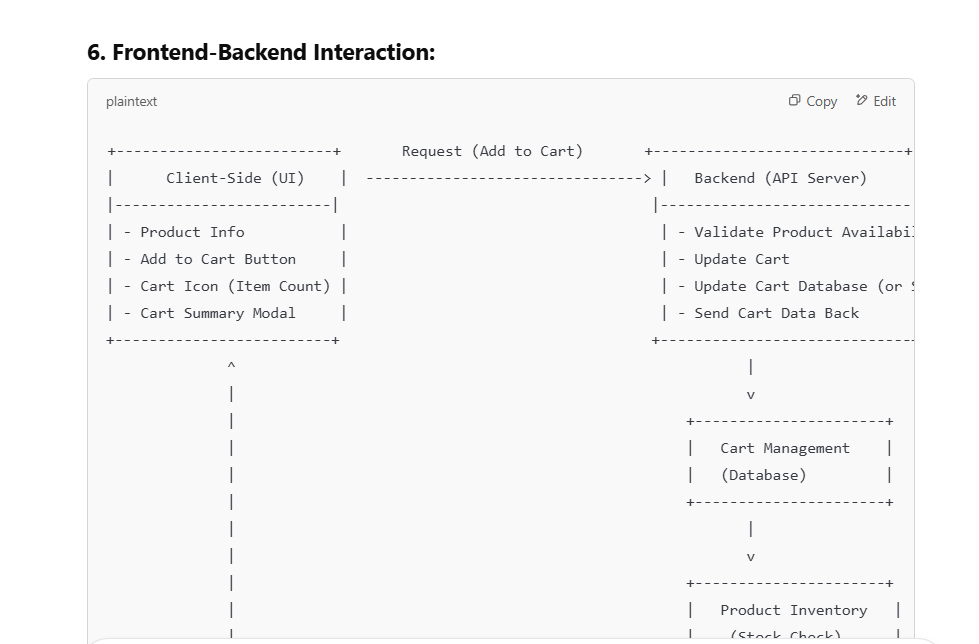 6. Frontend-Backend Interaction:
plaintext
Copy Edit
+-------------------------+       Request (Add to Cart)       +-----------------------------+
|      Client-Side (UI)    |  --------------------------------> |   Backend (API Server)
|-------------------------|                                     |-----------------------------
| - Product Info           |                                     | - Validate Product
| - Add to Cart Button     |                                     | - Update Cart
| - Cart Icon (Item Count) |                                     | - Update Cart Database (or
| - Cart Summary Modal     |                                     | - Send Cart Data Back
+--------------------------+                                    +------------------------------
              ^                                                            |
              |                                                            v
              |                                                     +----------------------+
              |                                                     |   Cart Management    |
              |                                                     |   (Database)         |
              |                                                     +----------------------+
              |                                                            |
              |                                                            v
              |                                                     +----------------------+
              |                                                     |   Product Inventory   |
              |                                                     |    (Stock Check)      |